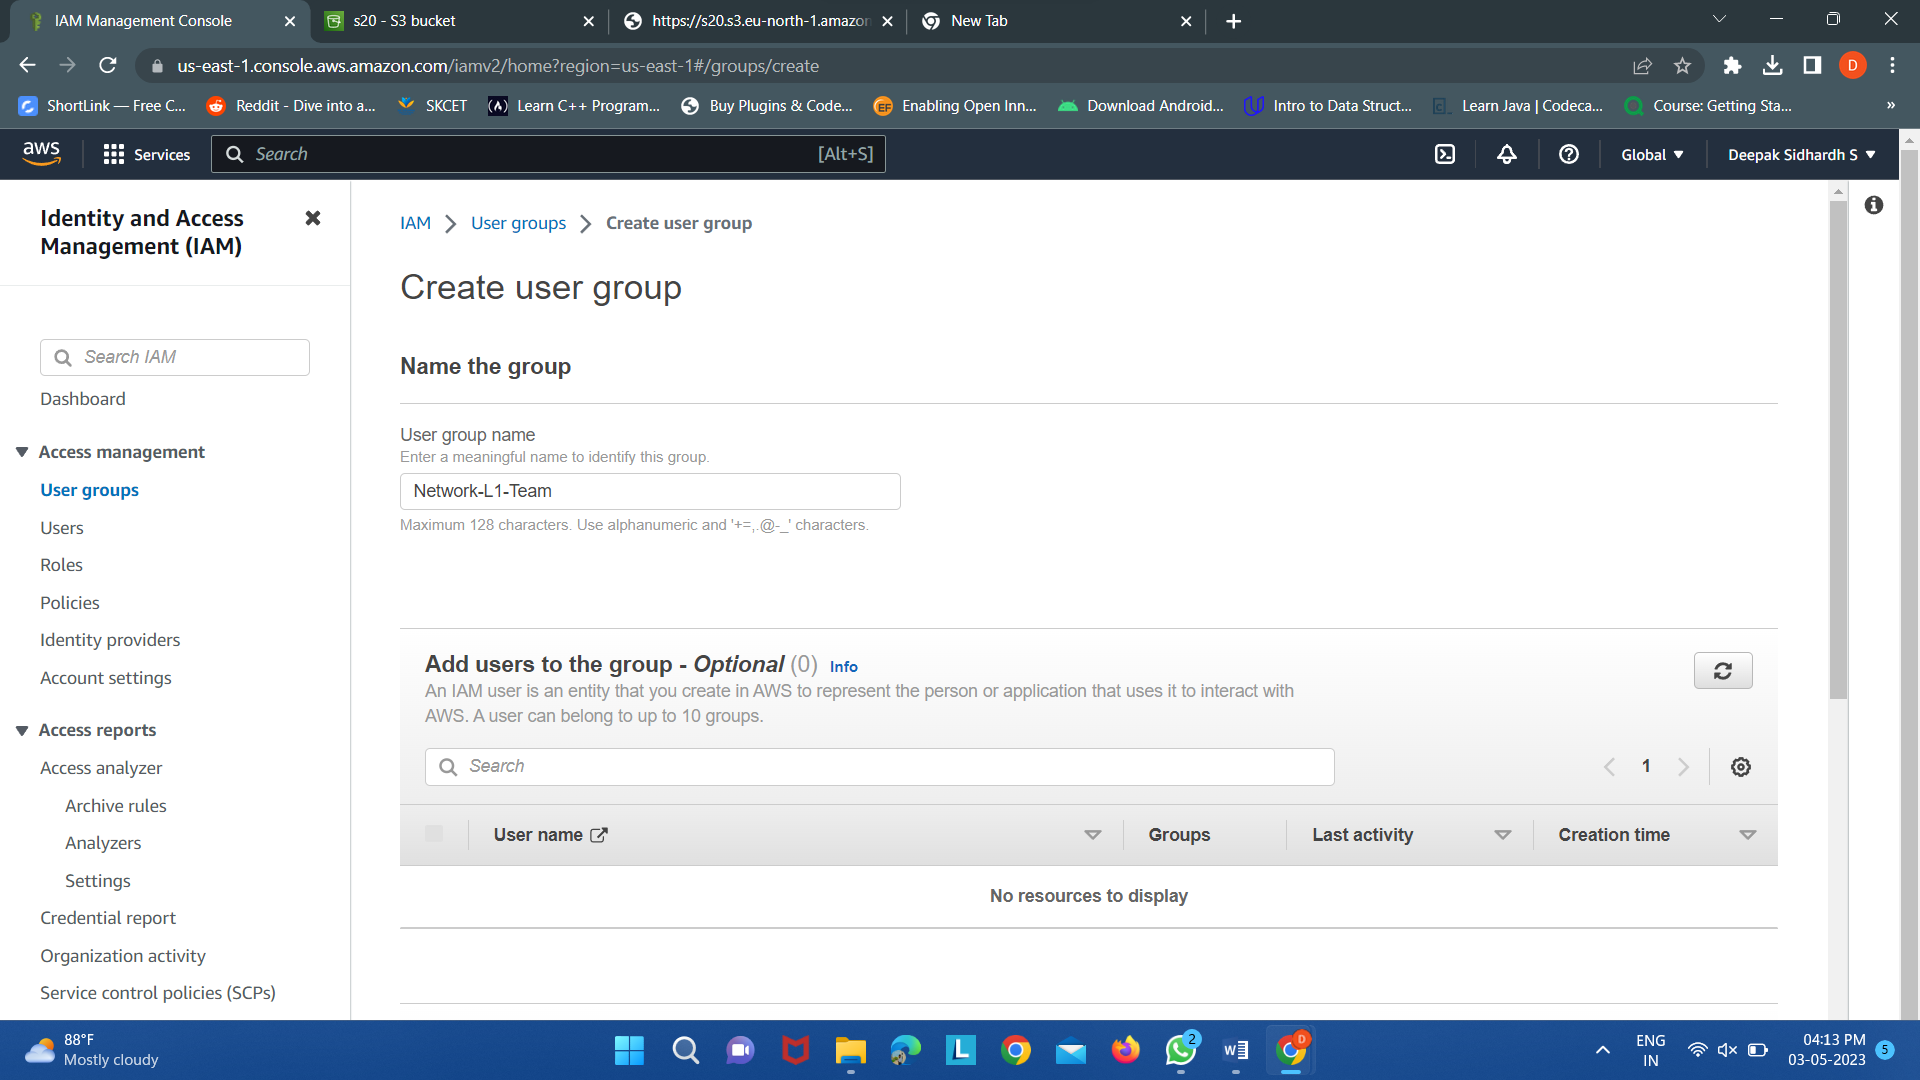 IAM Management Console
s20 - S3 bucket
https://s20.s3.eu-north-1.amazon
New Tab
us-east-1.console.aws.amazon.com/iamv2/home?region=us-east-1#/groups/create
D
ShortLink — Free C...
Reddit - Dive into a...
SKCET
Learn C++ Program...
Buy Plugins & Code...
Enabling Open Inn...
Download Android...
Intro to Data Struct...
Learn Java | Codeca...
Course: Getting Sta...
»
aws
Services
Search
[Alt+S]
Global
Deepak Sidhardh S
Identity and Access
Management (IAM)
Search IAM
Dashboard
Access management
User groups
Users
Roles
Policies
Identity providers
Account settings
Access reports
Access analyzer
Archive rules
Analyzers
Settings
Credential report
Organization activity
Service control policies (SCPs)
IAM
User groups
Create user group
Create user group
Name the group
User group name
Enter a meaningful name to identify this group.
Network-L1-Team
Maximum 128 characters. Use alphanumeric and '+=,.@-_' characters.
Add users to the group - Optional (0) Info
An IAM user is an entity that you create in AWS to represent the person or application that uses it to interact with
AWS. A user can belong to up to 10 groups.
Search
1
User name
Groups
Last activity
Creation time
No resources to display
88°F
Mostly cloudy
L
2
W
D
ENG
IN
04:13 PM
03-05-2023
5